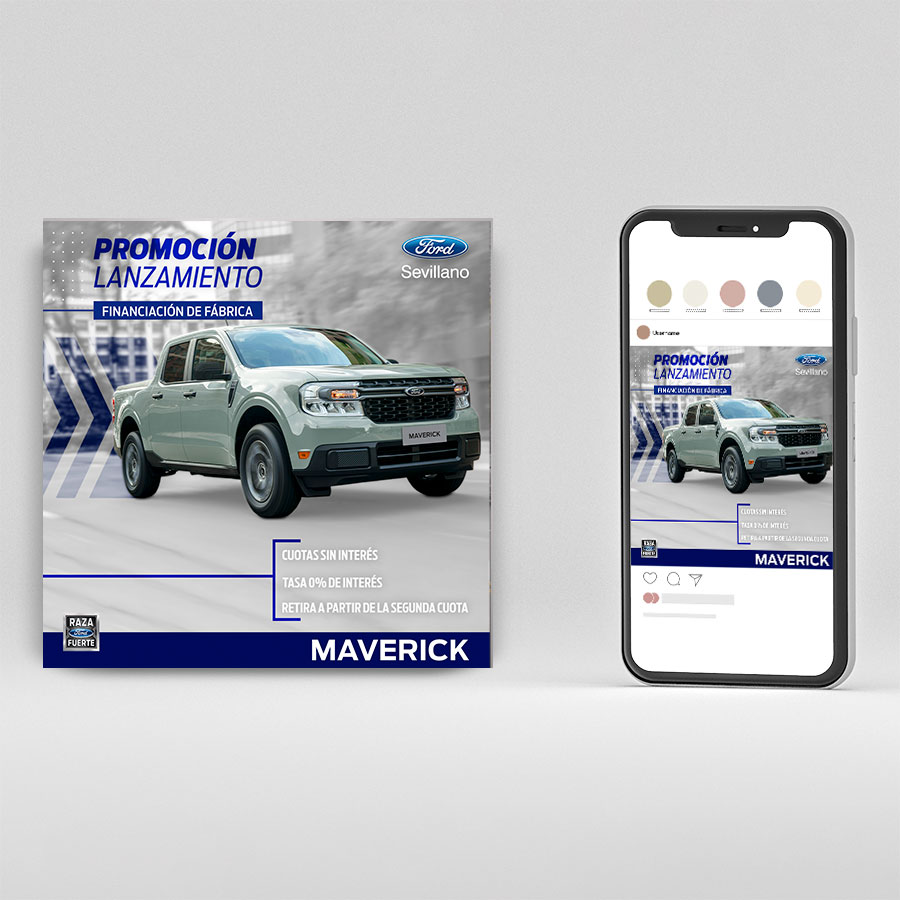 PROMOCIÓN
LANZAMIENTO
FINANCIACIÓN DE FÁBRICA
Ford
Sevillano
Ford
MAVERICK
CUOTAS SIN INTERÉS
TASA 0% DE INTERÉS
RETIRA A PARTIR DE LA SEGUNDA CUOTA
RAZA
Ford
FUERTE
MAVERICK
Username
PROMOCIÓN
LANZAMIENTO
FINANCIACIÓN DE FÁBRICA
Ford
Sevillano
MAVERICK
CUOTAS SIN INTERÉS
TASA 0% DE INTERÉS
RETIRA A PARTIR DE LA SEGUNDA CUOTA
RAZA
Ford
FUERTE
MAVERICK